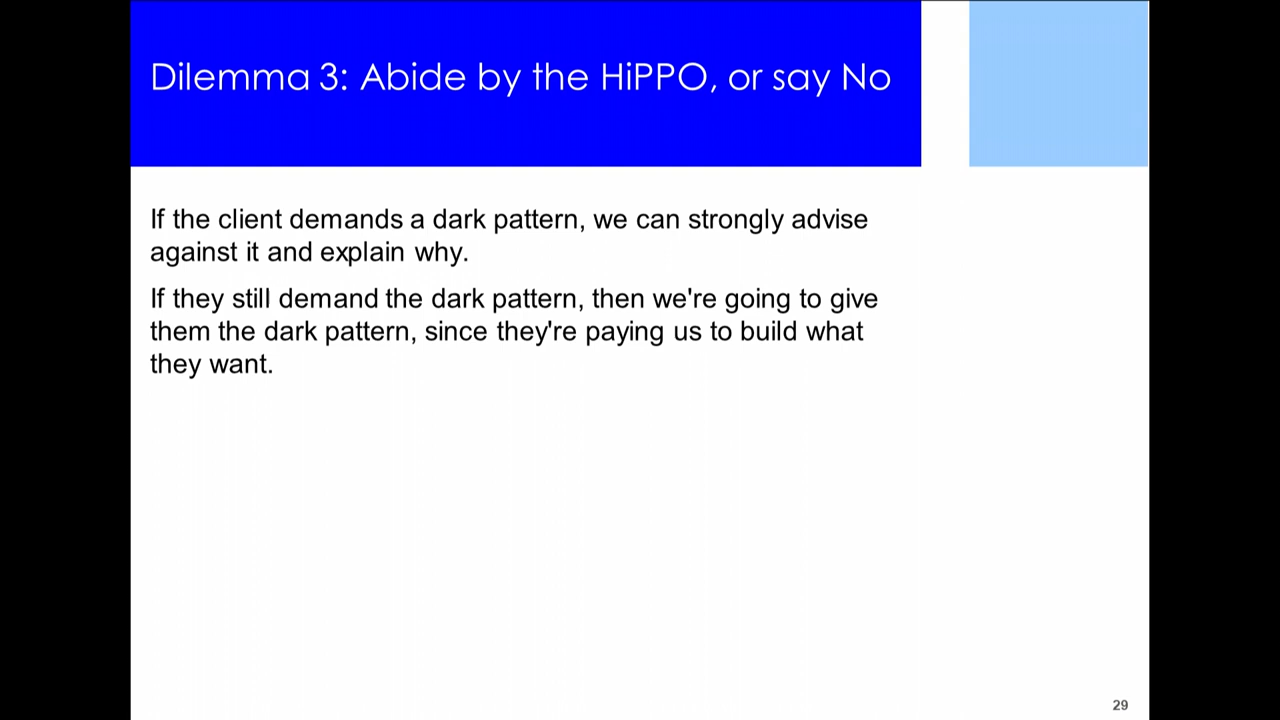 Dilemma 3: Abide by the HiPPO, or say No
If the client demands a dark pattern, we can strongly advise
against it and explain why.
If they still demand the dark pattern, then we're going to give
them the dark pattern, since they're paying us to build what
they want.
29